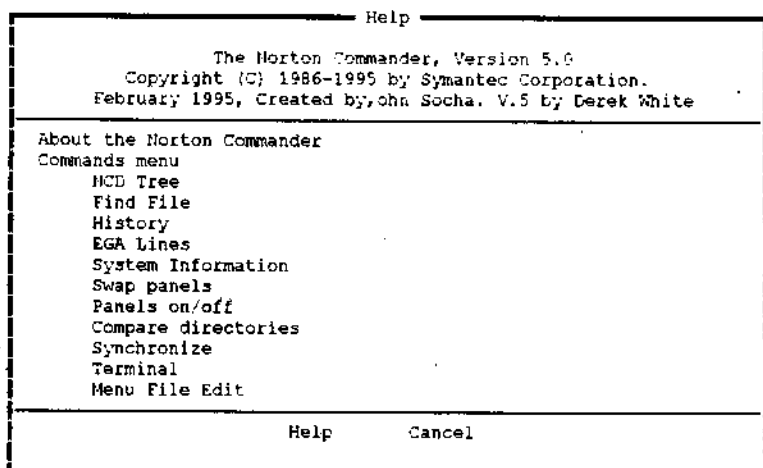 Help
The Norton Commander, Version 5.0
Copyright (C) 1986-1995 by Symantec Corporation.
February 1995, Created by,ohn Socha. V.5 by Derek White
About the Norton Commander
Commands menu
NCD Tree
Find File
History
EGA Lines
System Information
Swap panels
Panels on/off
Compare directories
Synchronize
Terminal
Menu File Edit
Help Cancel